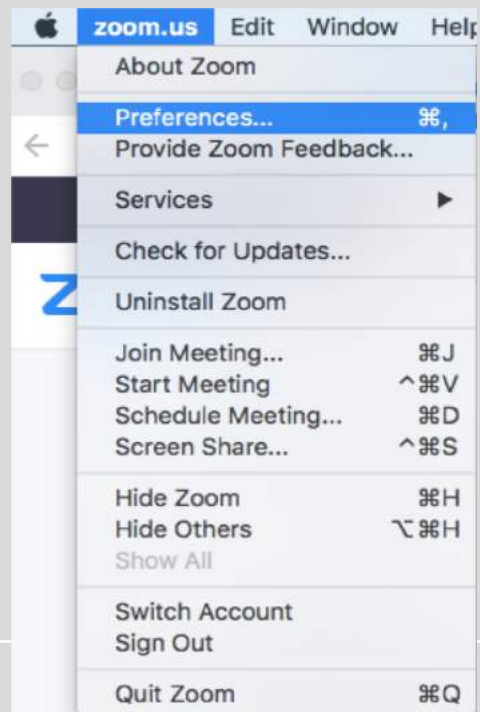 zoom.us Edit Window Help
About Zoom
Preferences... ⌘,
Provide Zoom Feedback...
Services ▶
Check for Updates...
Z
Uninstall Zoom
Join Meeting... ⌘J
Start Meeting ^⌘V
Schedule Meeting... ⌘D
Screen Share... ^⌘S
Hide Zoom ⌘H
Hide Others ⌥⌘H
Show All
Switch Account
Sign Out
Quit Zoom ⌘Q